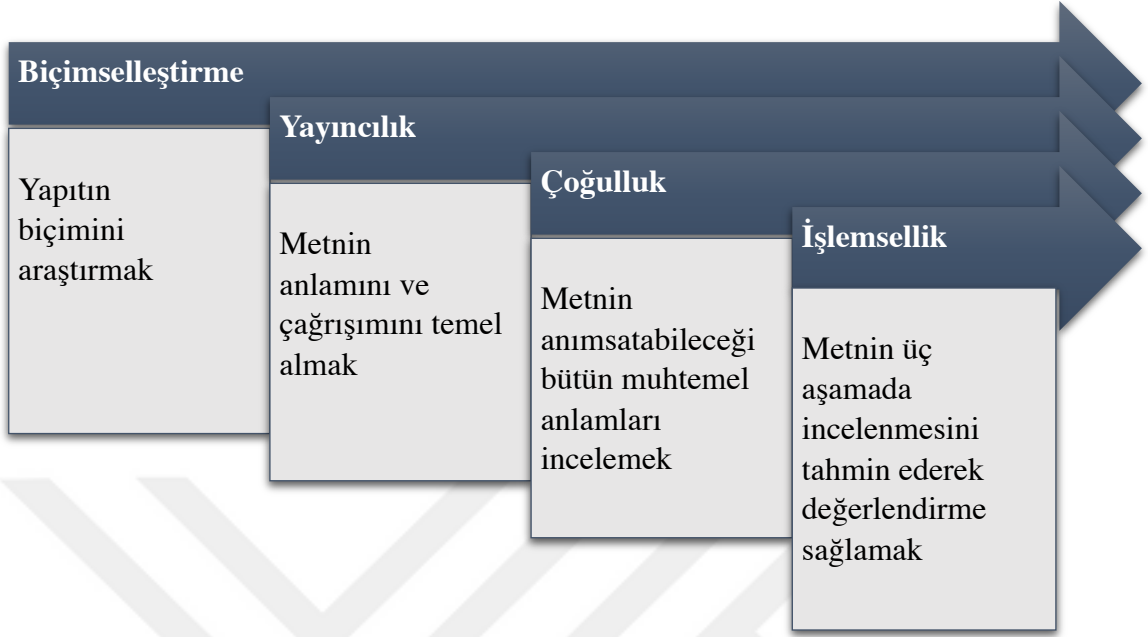 Biçimselleştirme
Yapıtın
biçimini
araştırmak
Yayıncılık
Metnin
anlamını ve
çağrışımını temel
almak
Çoğulluk
Metnin
anımsatabileceği
bütün muhtemel
anlamları
incelemek
İşlemsellik
Metnin üç
aşamada
incelenmesini
tahmin ederek
değerlendirme
sağlamak